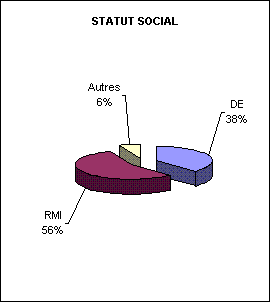 STATUT SOCIAL
Autres
6%
DE
38%
RMI
56%